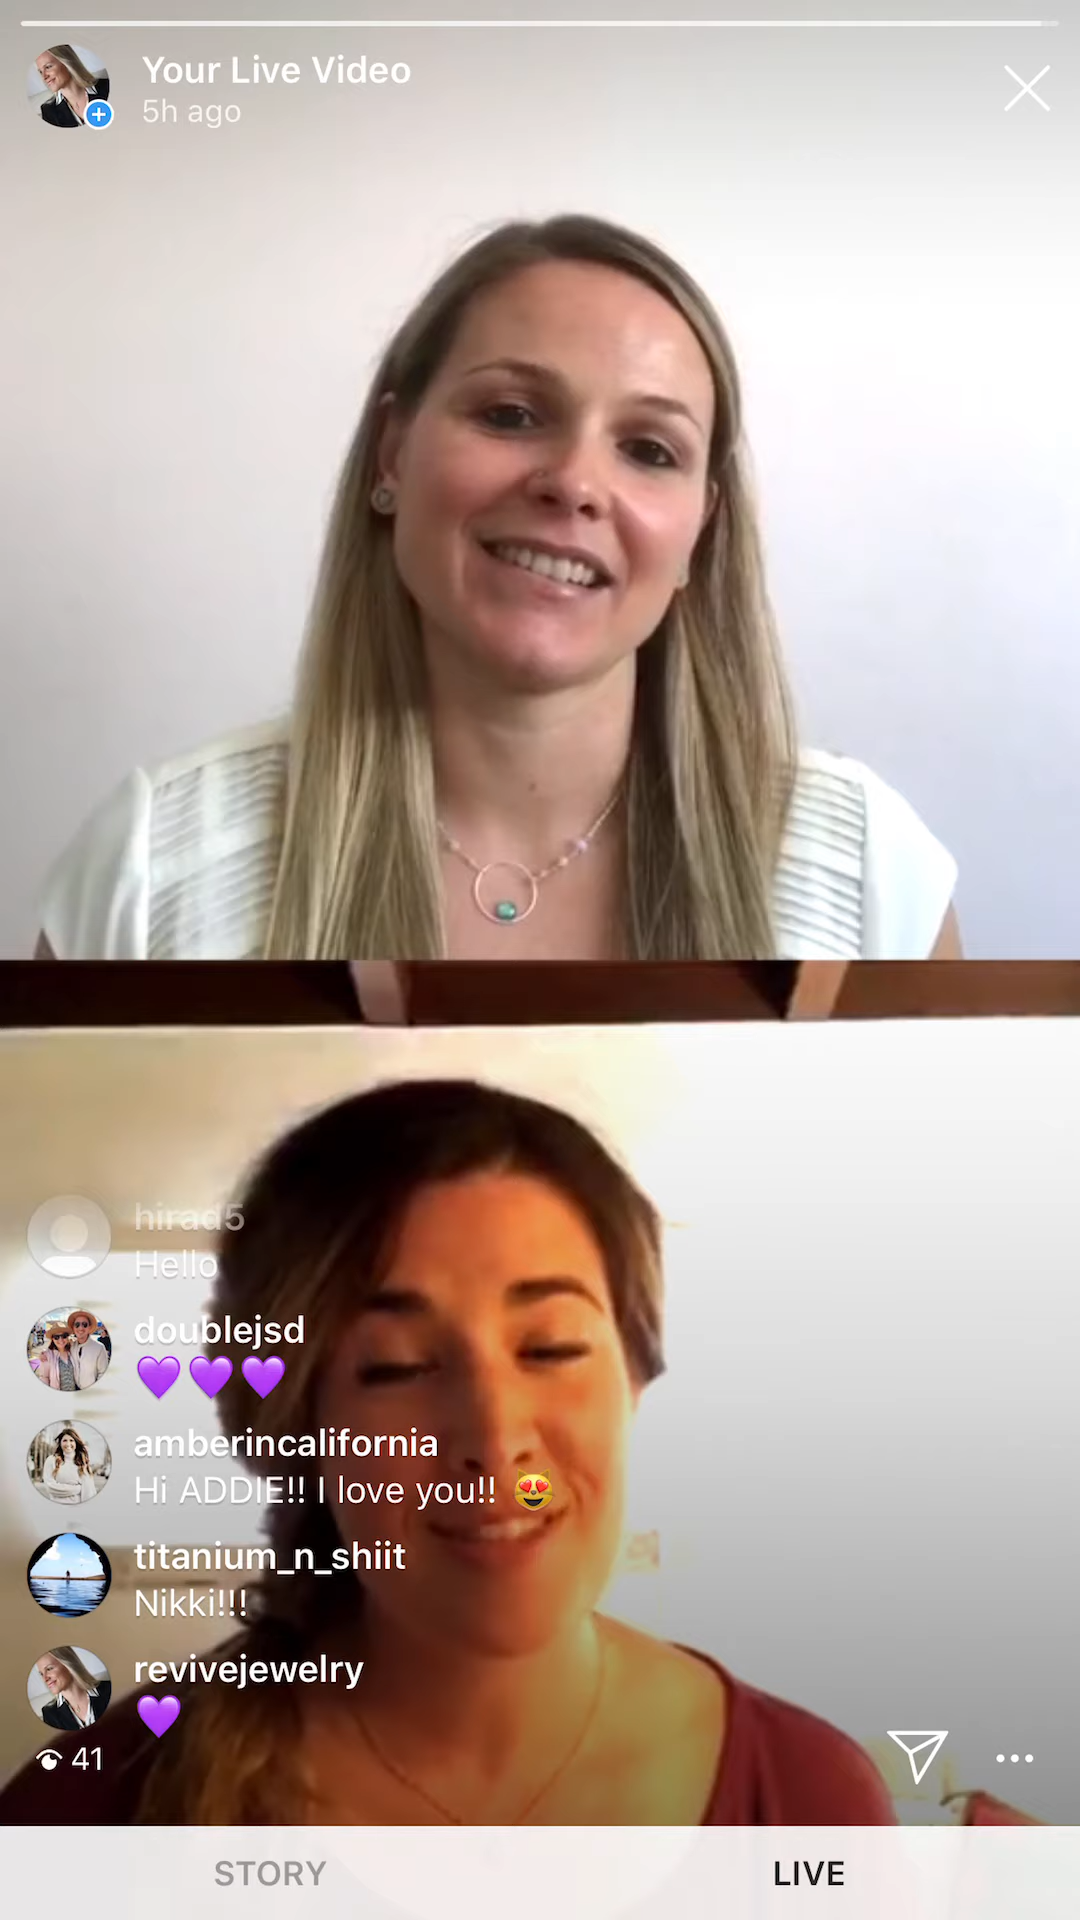 Your Live Video
5h ago
hirad5
Hello
doublejsd
💜💜💜
amberincalifornia
Hi ADDIE!! I love you!! 😻
titanium_n_shiit
Nikki!!!
revivejewelry
💜
41
STORY
LIVE